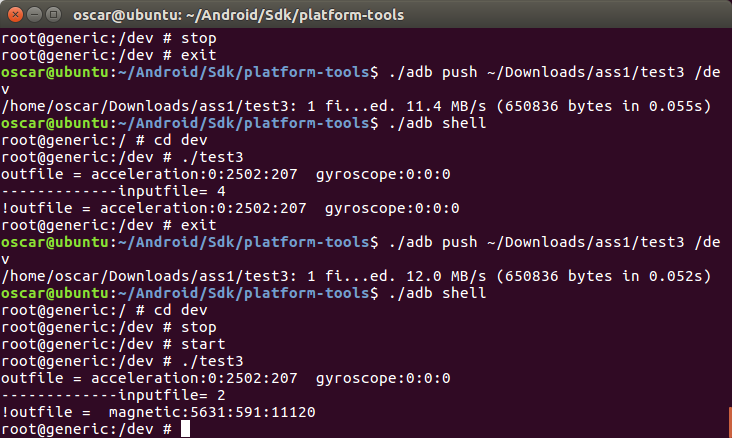 oscar@ubuntu: ~/Android/Sdk/platform-tools
root@generic:/dev # stop
root@generic:/dev # exit
oscar@ubuntu:~/Android/Sdk/platform-tools$ ./adb push ~/Downloads/ass1/test3 /de
v
/home/oscar/Downloads/ass1/test3: 1 fi...ed. 11.4 MB/s (650836 bytes in 0.055s)
oscar@ubuntu:~/Android/Sdk/platform-tools$ ./adb shell
root@generic:/ # cd dev
root@generic:/dev # ./test3
outfile = acceleration:0:2502:207  gyroscope:0:0:0
-------------inputfile= 4
!outfile = acceleration:0:2502:207  gyroscope:0:0:0
root@generic:/dev # exit
oscar@ubuntu:~/Android/Sdk/platform-tools$ ./adb push ~/Downloads/ass1/test3 /de
v
/home/oscar/Downloads/ass1/test3: 1 fi...ed. 12.0 MB/s (650836 bytes in 0.052s)
oscar@ubuntu:~/Android/Sdk/platform-tools$ ./adb shell
root@generic:/ # cd dev
root@generic:/dev # stop
root@generic:/dev # start
root@generic:/dev # ./test3
outfile = acceleration:0:2502:207  gyroscope:0:0:0
-------------inputfile= 2
!outfile =  magnetic:5631:591:11120
root@generic:/dev #